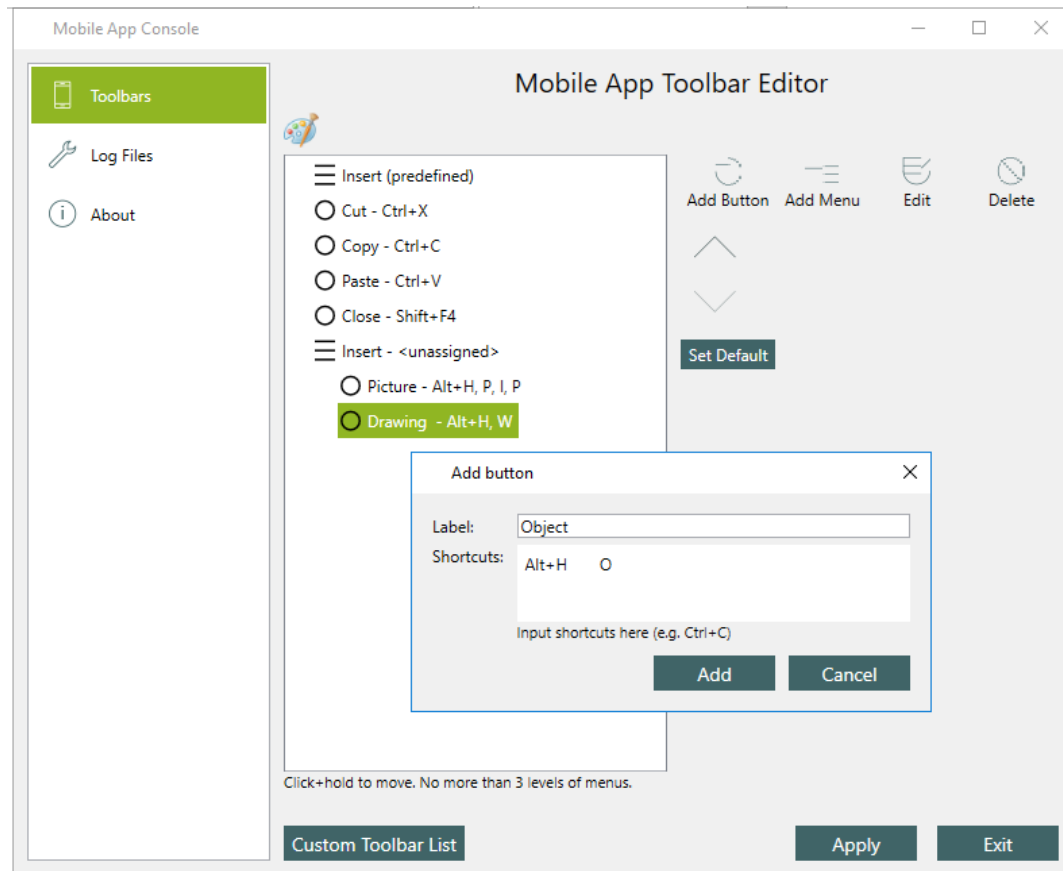 Mobile App Console
Toolbars
Log Files
About
Mobile App Toolbar Editor
Insert (predefined)
Cut - Ctrl+X
Copy - Ctrl+C
Paste - Ctrl+V
Close - Shift+F4
Insert - <unassigned>
Picture - Alt+H, P, I, P
Drawing - Alt+H, W
Add Button Add Menu Edit Delete
Set Default
Add button
Label: Object
Shortcuts: Alt+H O
Input shortcuts here (e.g. Ctrl+C)
Add Cancel
Click+hold to move. No more than 3 levels of menus.
Custom Toolbar List Apply Exit